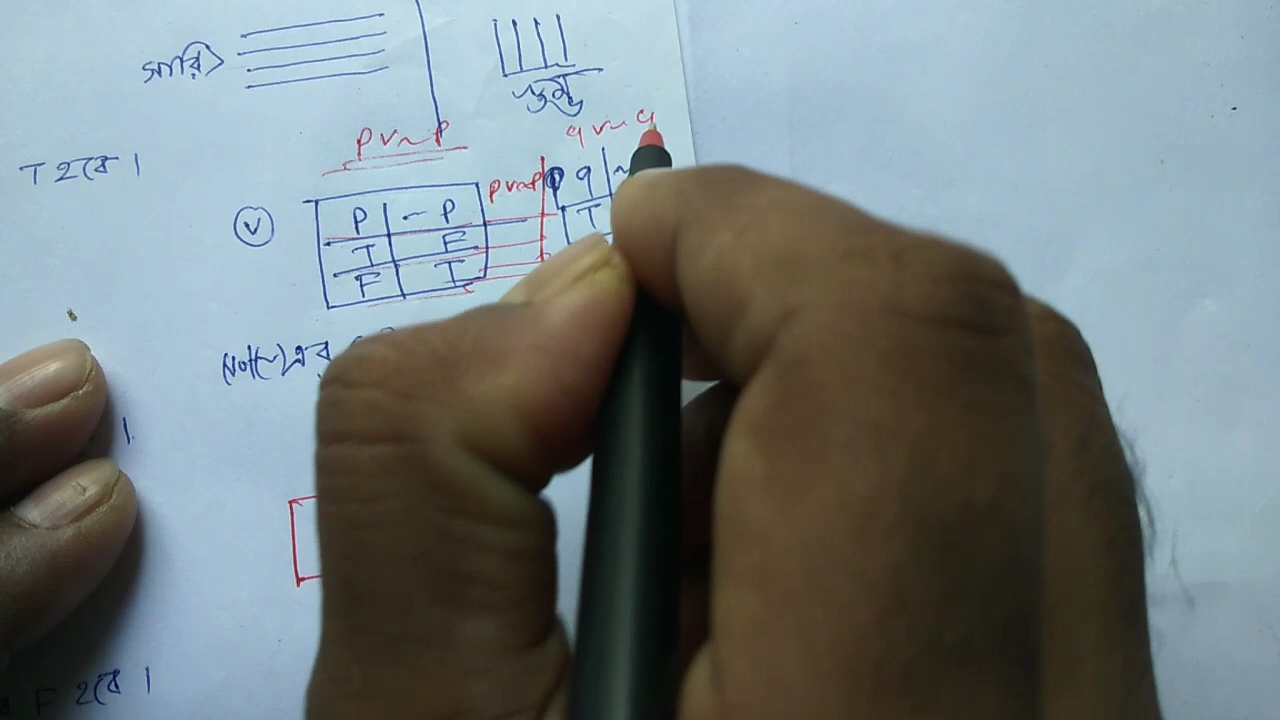 সারি>
স্তম্ভ
p v ~ p
q v ~ q
T হবে।
(v)
P ~ P p v ~ p q ~
T F T
F T
Not(~) এর
F হবে।